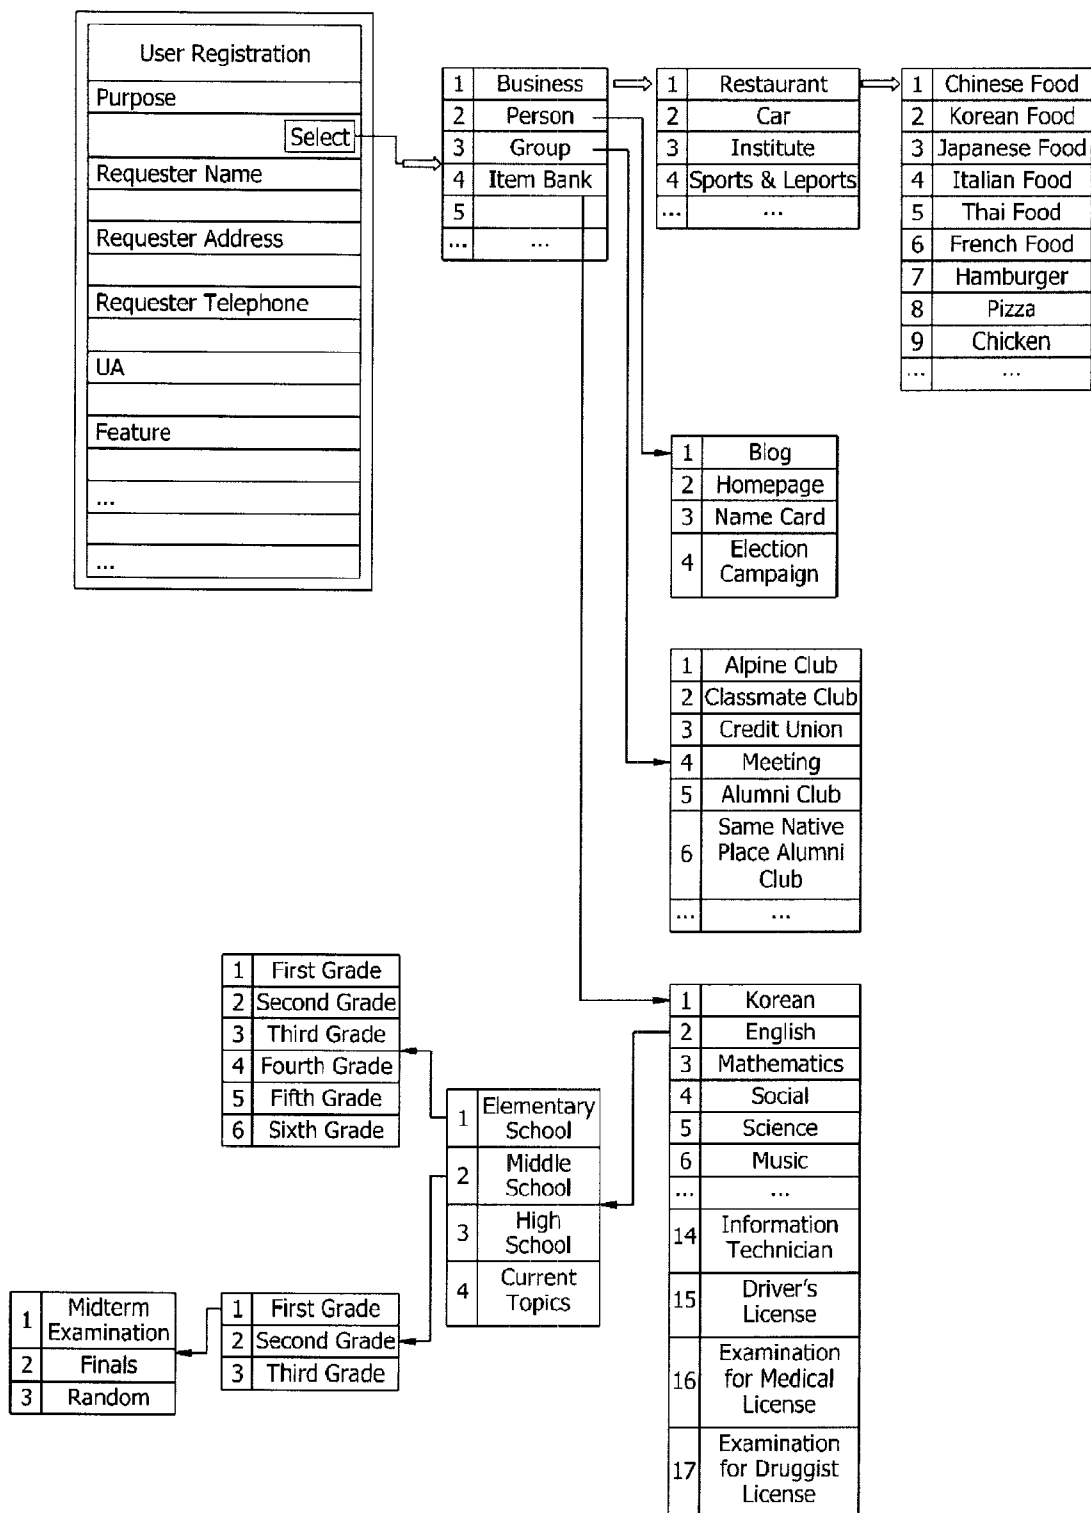 User Registration
Purpose
Select
Requester Name
Requester Address
Requester Telephone
UA
Feature
...
...
1 Business
2 Person
3 Group
4 Item Bank
5
... ...
1 Restaurant
2 Car
3 Institute
4 Sports & Leports
... ...
1 Chinese Food
2 Korean Food
3 Japanese Food
4 Italian Food
5 Thai Food
6 French Food
7 Hamburger
8 Pizza
9 Chicken
... ...
1 Blog
2 Homepage
3 Name Card
4 Election
Campaign
1 Alpine Club
2 Classmate Club
3 Credit Union
4 Meeting
5 Alumni Club
6 Same Native
Place Alumni
Club
... ...
1 Korean
2 English
3 Mathematics
4 Social
5 Science
6 Music
... ...
14 Information
Technician
15 Driver's
License
16 Examination
for Medical
License
17 Examination
for Druggist
License
1 Elementary
School
2 Middle
School
3 High
School
4 Current
Topics
1 First Grade
2 Second Grade
3 Third Grade
4 Fourth Grade
5 Fifth Grade
6 Sixth Grade
1 First Grade
2 Second Grade
3 Third Grade
1 Midterm
Examination
2 Finals
3 Random